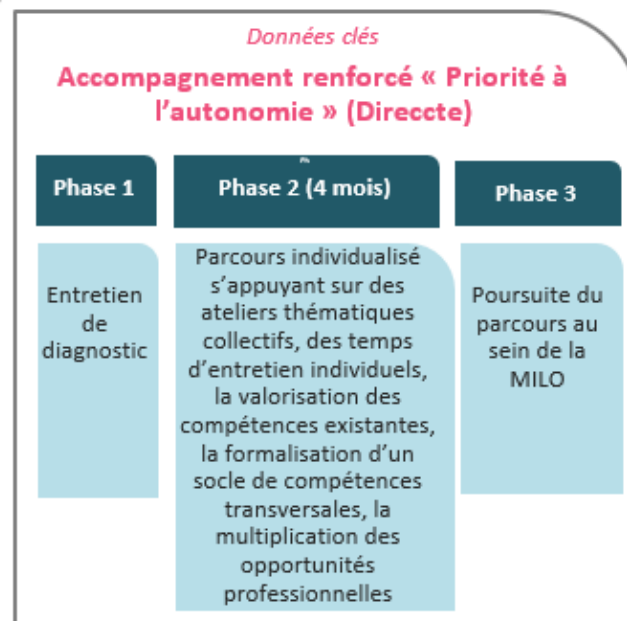 Données clés
Accompagnement renforcé « Priorité à
l'autonomie » (Direccte)
Phase 1
Phase 2 (4 mois)
Phase 3
Entretien
de
diagnostic
Parcours individualisé
s'appuyant sur des
ateliers thématiques
collectifs, des temps
d'entretien individuels,
la valorisation des
compétences existantes,
la formalisation d'un
socle de compétences
transversales, la
multiplication des
opportunités
professionnelles
Poursuite du
parcours au
sein de la
MILO